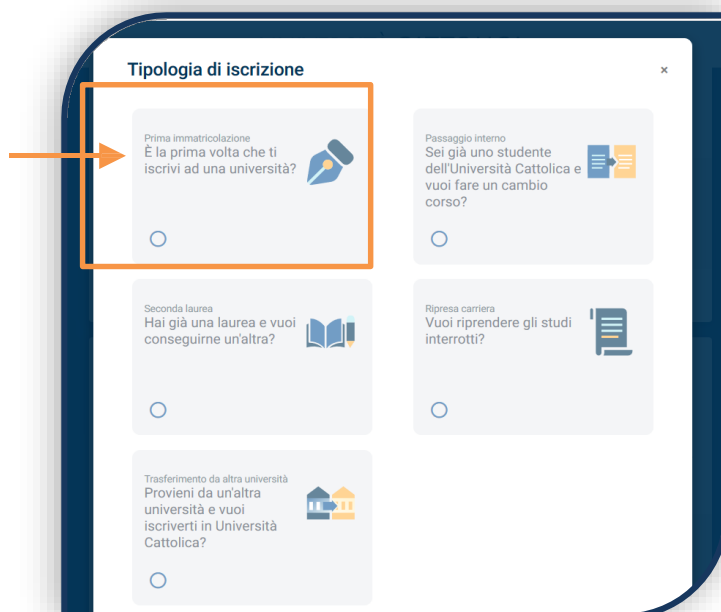 Tipologia di iscrizione
×
Prima immatricolazione
È la prima volta che ti
iscrivi ad una università?
Passaggio interno
Sei già uno studente
dell'Università Cattolica e
vuoi fare un cambio
corso?
Seconda laurea
Hai già una laurea e vuoi
conseguirne un'altra?
Ripresa carriera
Vuoi riprendere gli studi
interrotti?
Trasferimento da altra università
Provieni da un'altra
università e vuoi
iscriverti in Università
Cattolica?